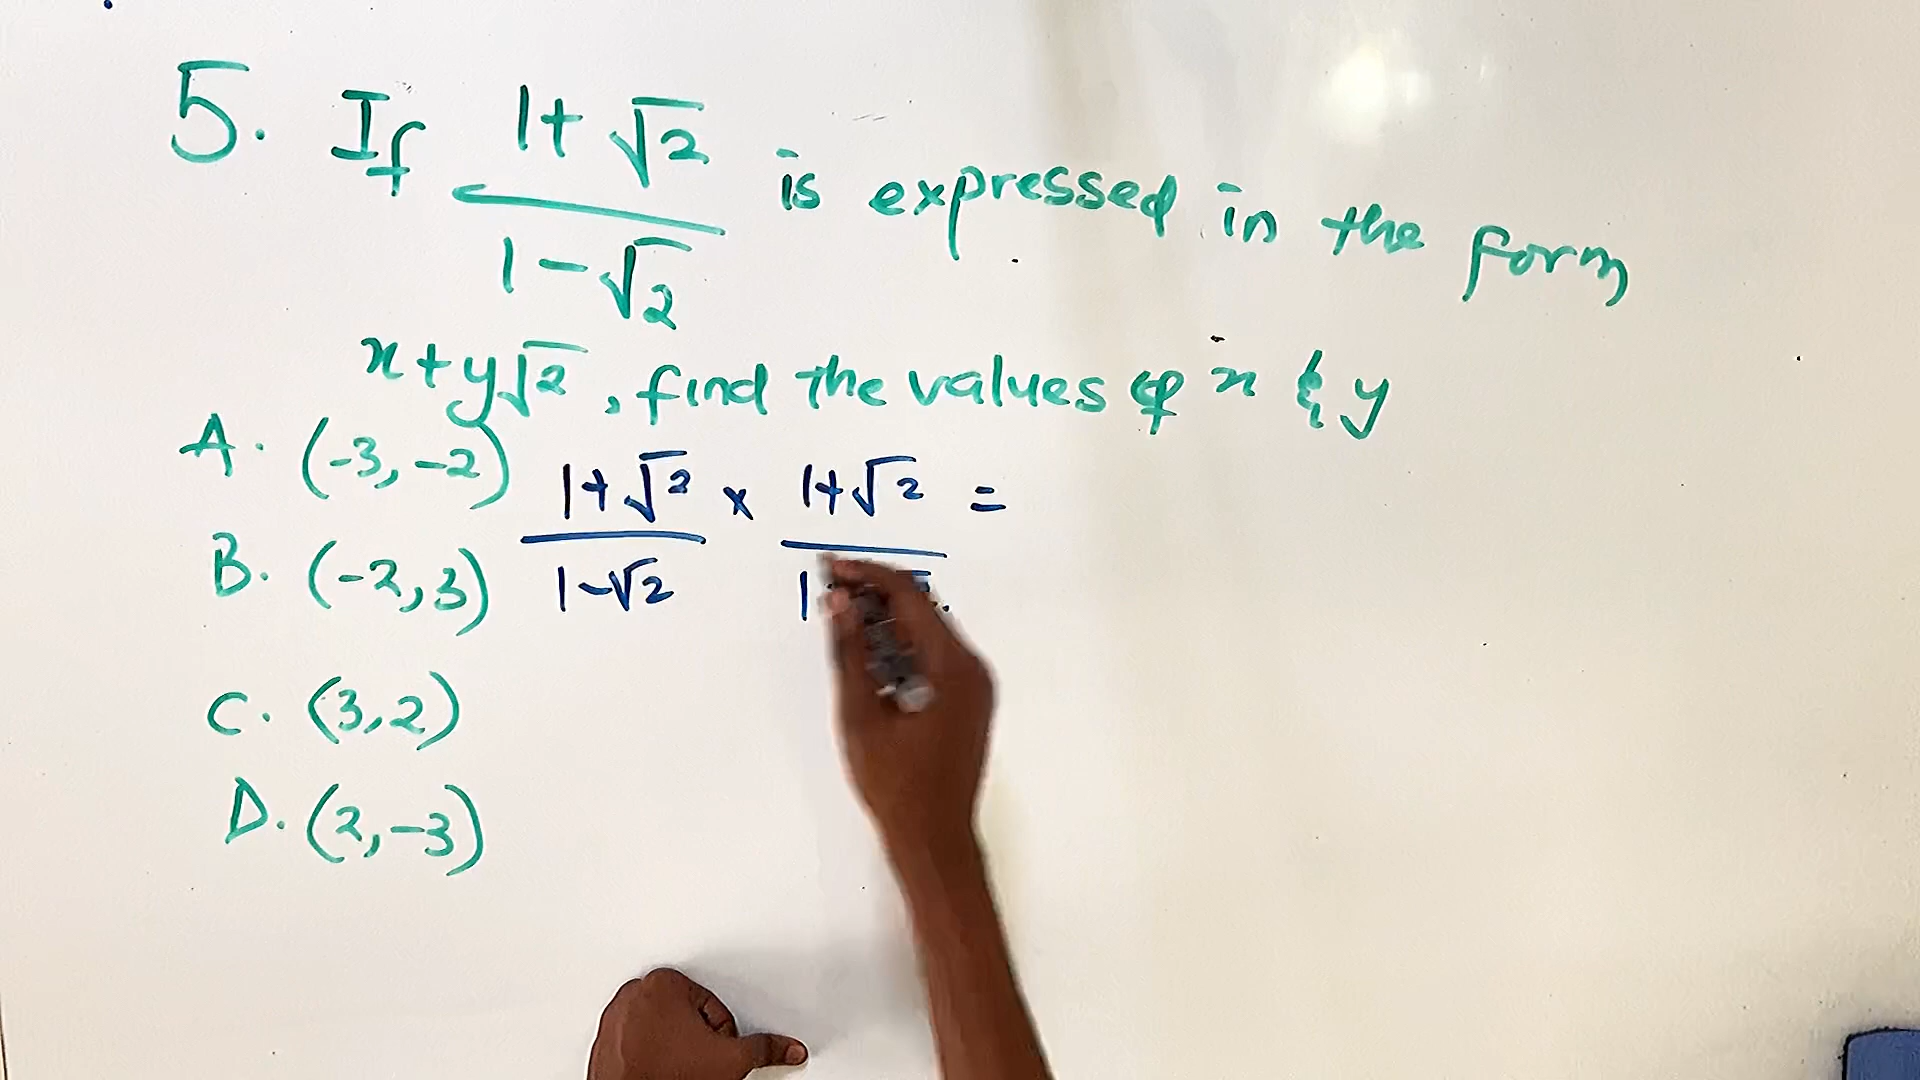 5. If (1+√2)/(1-√2) is expressed in the form
x+y√2, find the values of x & y
A. (-3, -2)
1+√2 × 1+√2 =
1-√2
B. (-2, 3)
C. (3, 2)
D. (2, -3)